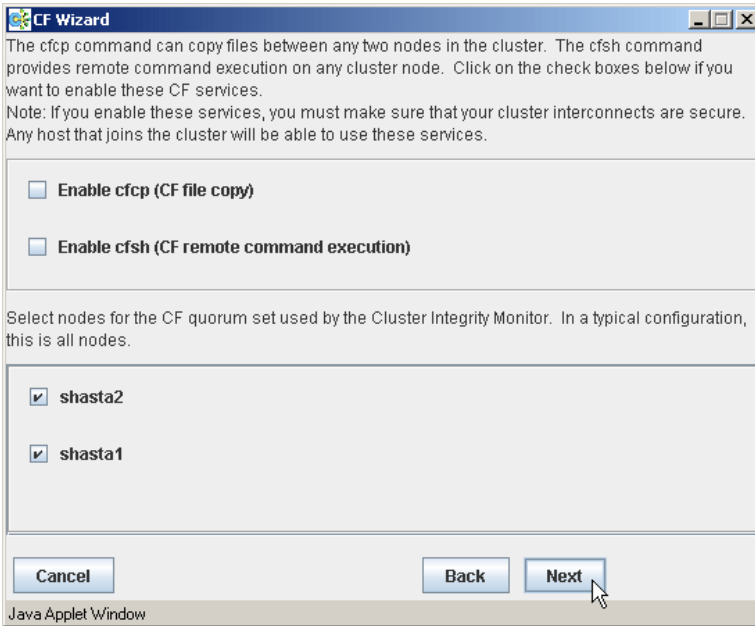 CF Wizard
The cfcp command can copy files between any two nodes in the cluster. The cfsh command
provides remote command execution on any cluster node. Click on the check boxes below if you
want to enable these CF services.
Note: If you enable these services, you must make sure that your cluster interconnects are secure.
Any host that joins the cluster will be able to use these services.
Enable cfcp (CF file copy)
Enable cfsh (CF remote command execution)
Select nodes for the CF quorum set used by the Cluster Integrity Monitor. In a typical configuration,
this is all nodes.
shasta2
shasta1
Cancel Back Next
Java Applet Window